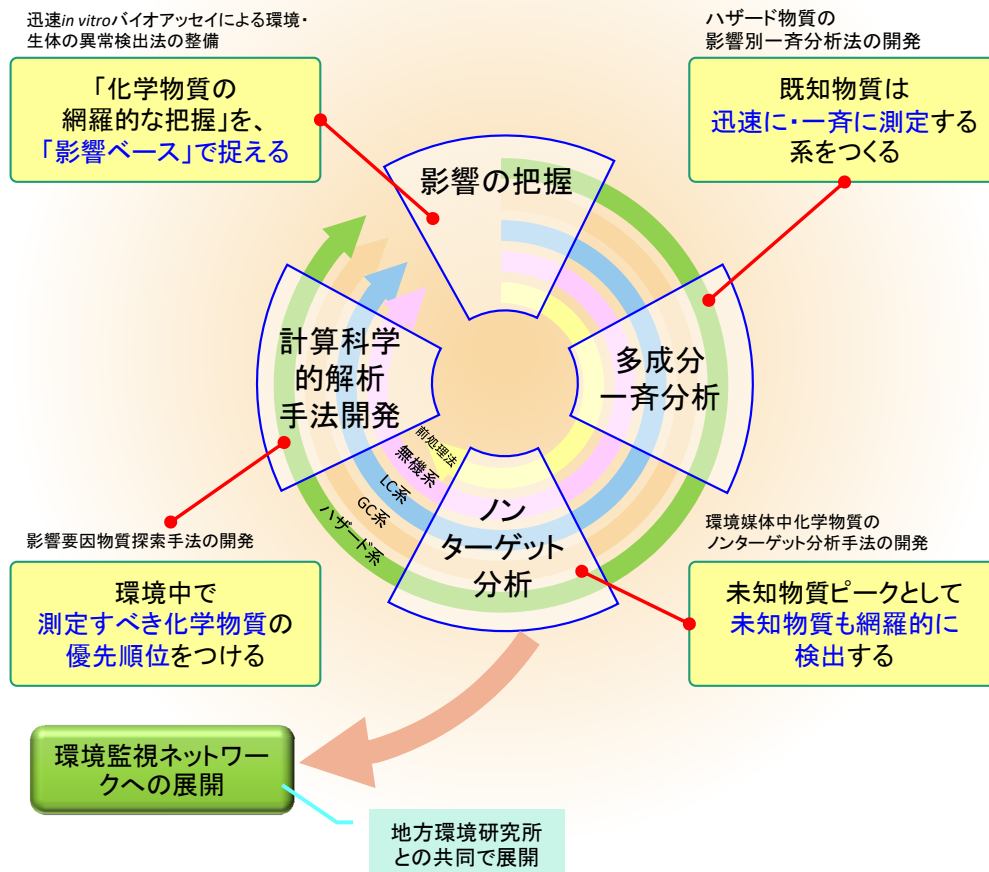 迅速in vitroバイオアッセイによる環境・
生体の異常検出法の整備
「化学物質の
網羅的な把握」を、
「影響ベース」で捉える
ハザード物質の
影響別一斉分析法の開発
既知物質は
迅速に・一斉に測定する
系をつくる
影響の把握
計算科学
的解析
手法開発
多成分
一斉分析
前処理法
無機系
LC系
GC系
ハザード系
ノン
ターゲット
分析
影響要因物質探索手法の開発
環境中で
測定すべき化学物質の
優先順位をつける
環境媒体中化学物質の
ノンターゲット分析手法の開発
未知物質ピークとして
未知物質も網羅的に
検出する
環境監視ネットワー
クへの展開
地方環境研究所
との共同で展開